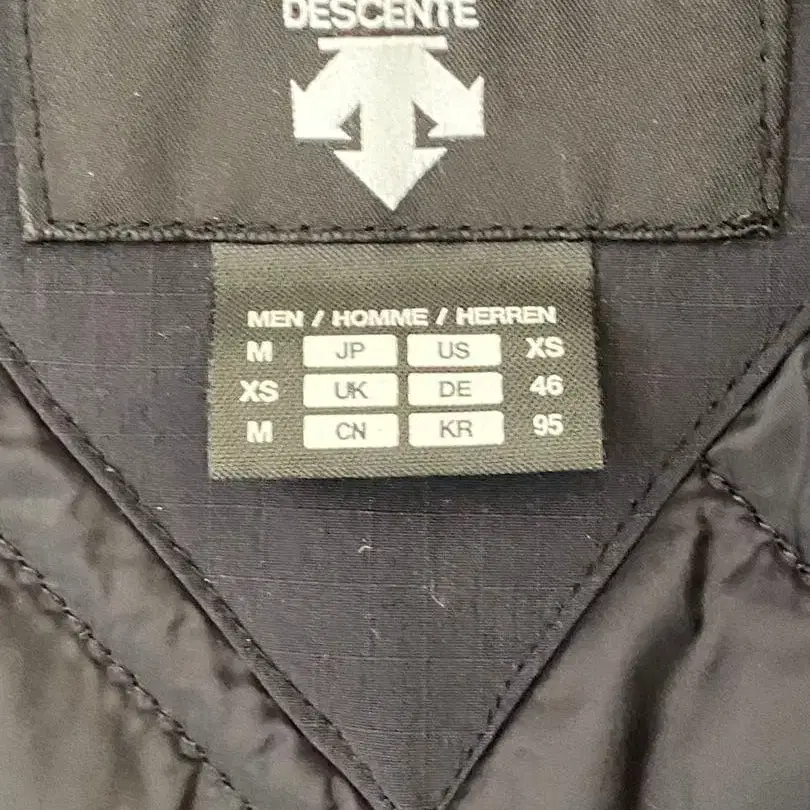 DESCENTE
MEN / HOMME / HERREN
M JP US XS
XS UK DE 46
M CN KR 95